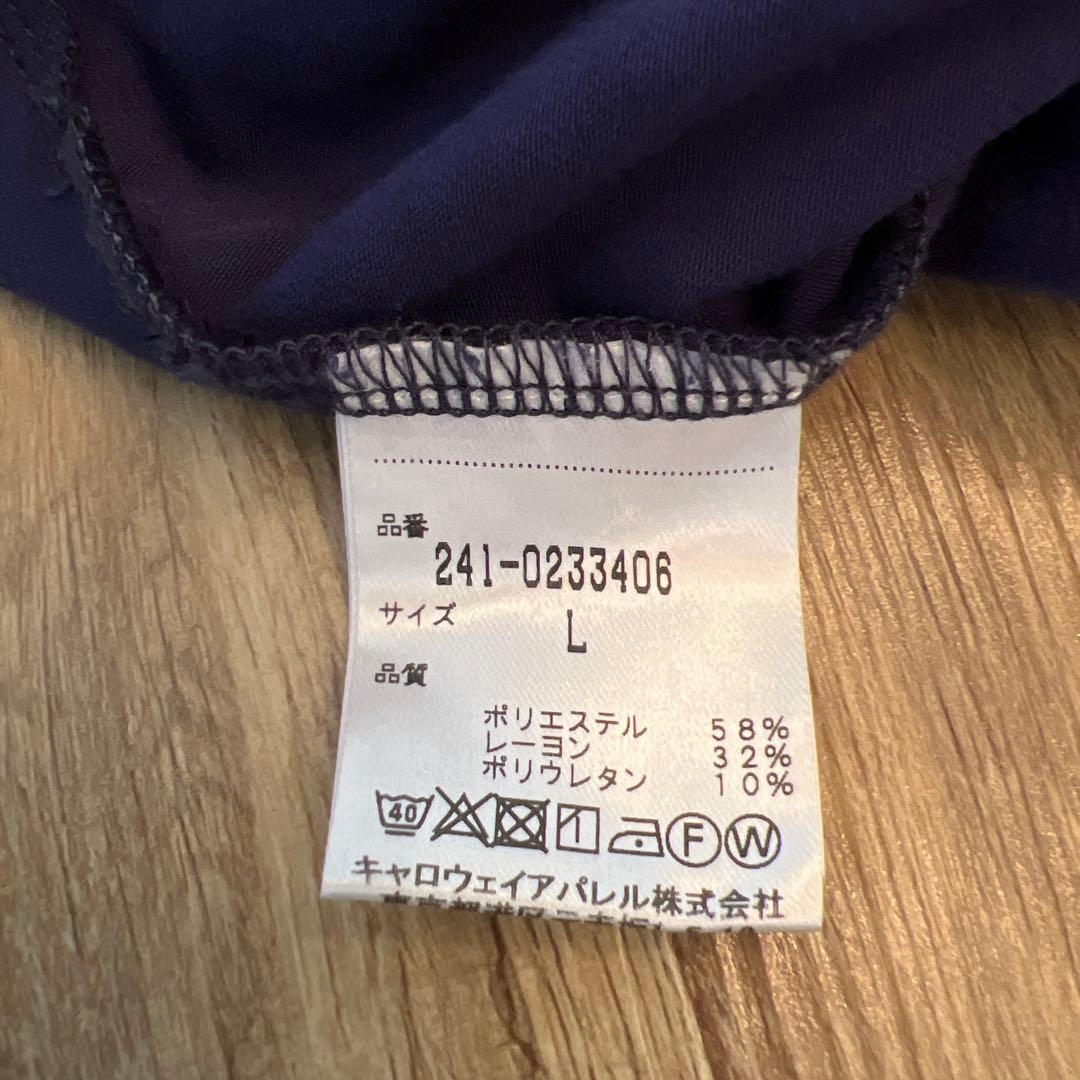 品番
241-0233406
サイズ
L
品質
ポリエステル 58%
レーヨン 32%
ポリウレタン 10%
40 F W
キャロウェイアパレル株式会社